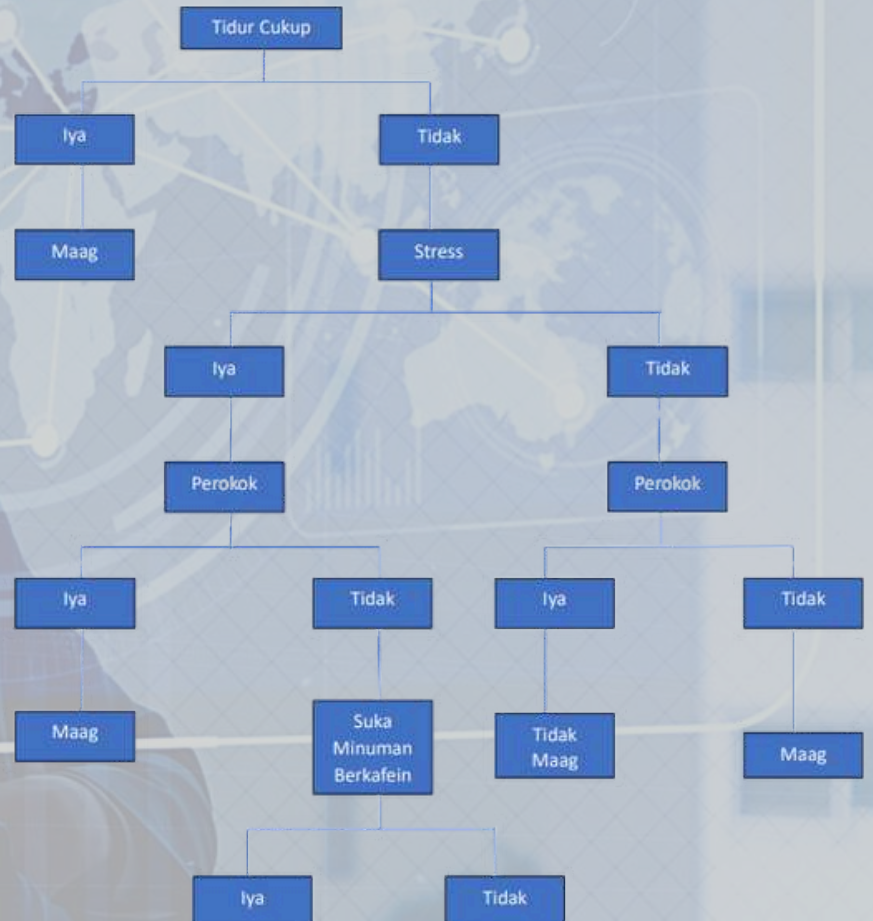 Tidur Cukup
Iya
Tidak
Maag
Stress
Iya
Tidak
Perokok
Perokok
Iya
Tidak
Iya
Tidak
Maag
Suka
Minuman
Berkafein
Tidak
Maag
Maag
Iya
Tidak